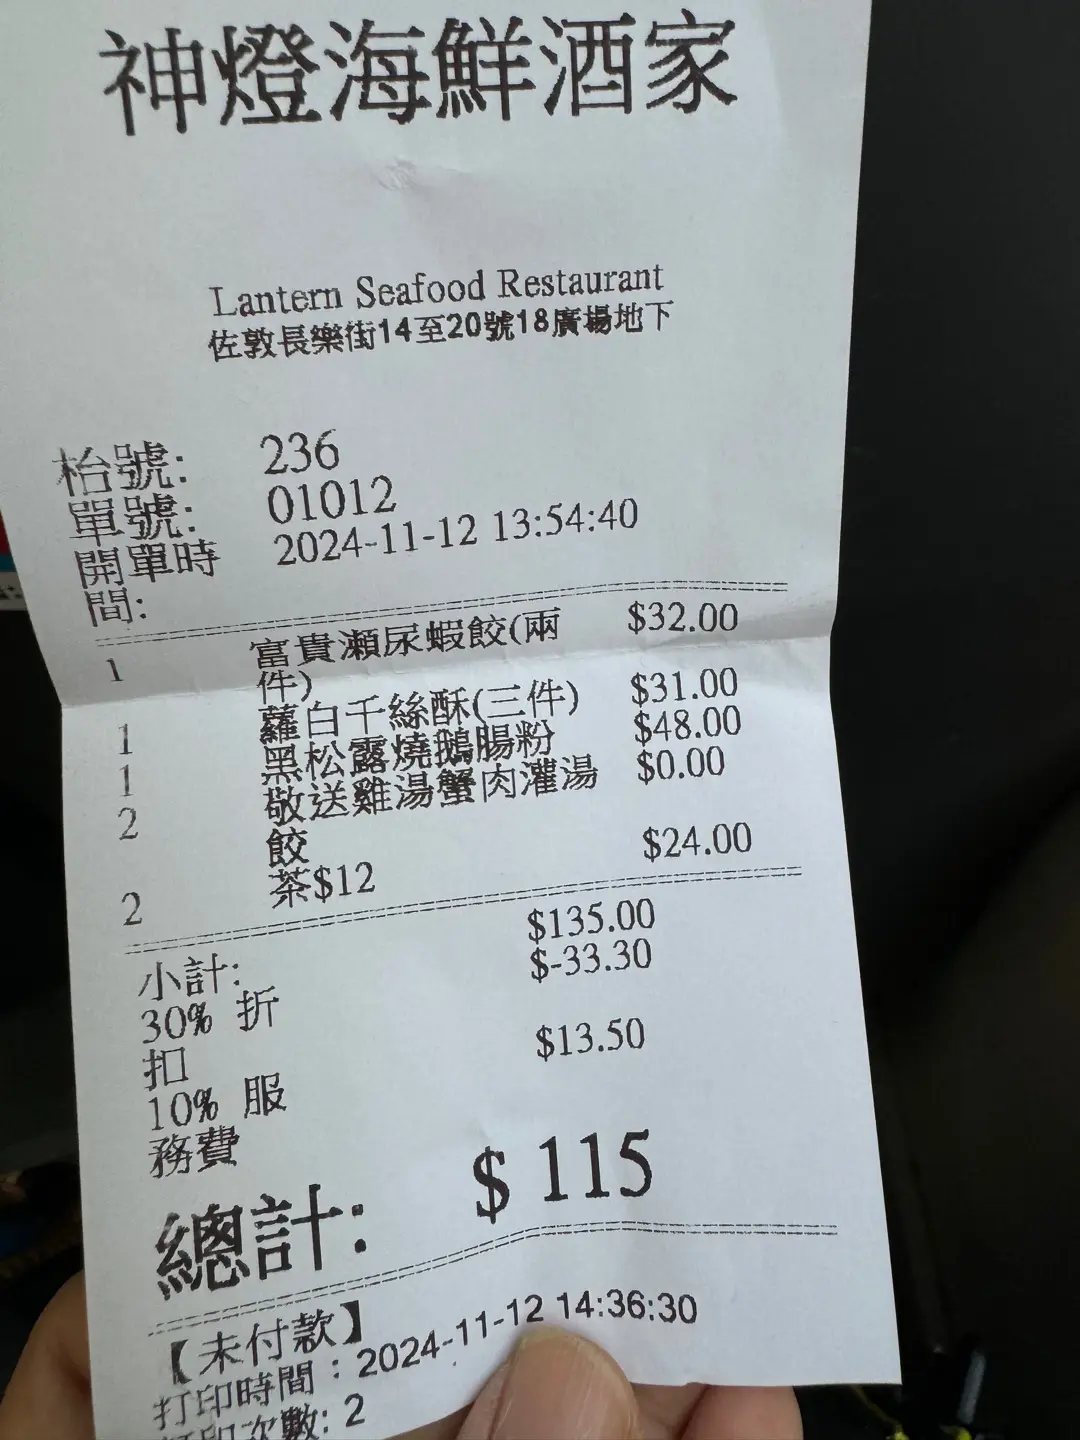 神燈海鮮酒家
Lantern Seafood Restaurant
佐敦長樂街14至20號18廣場地下
枱號: 236
單號: 01012
開單時 2024-11-12 13:54:40
間:
1 富貴瀨尿蝦餃(兩 $32.00
件)
1 蘿白千絲酥(三件) $31.00
1 黑松露燒鵝腸粉 $48.00
2 敬送雞湯蟹肉灌湯 $0.00
餃
2 茶$12 $24.00
小計: $135.00
30% 折 $-33.30
扣
10% 服 $13.50
務費
總計: $ 115
【未付款】
打印時間：2024-11-12 14:36:30
打印次數: 2